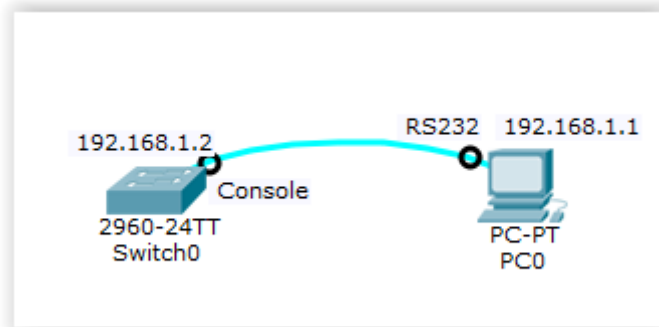 192.168.1.2
RS232 192.168.1.1
Console
2960-24TT
Switch0
PC-PT
PC0